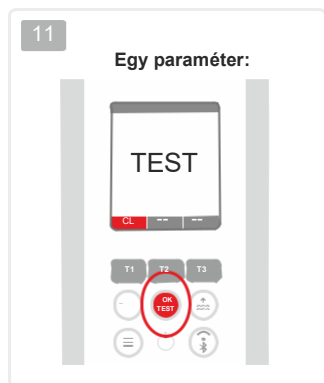 11
Egy paraméter:
TEST
CL -- --
T1 T2 T3
OK
TEST